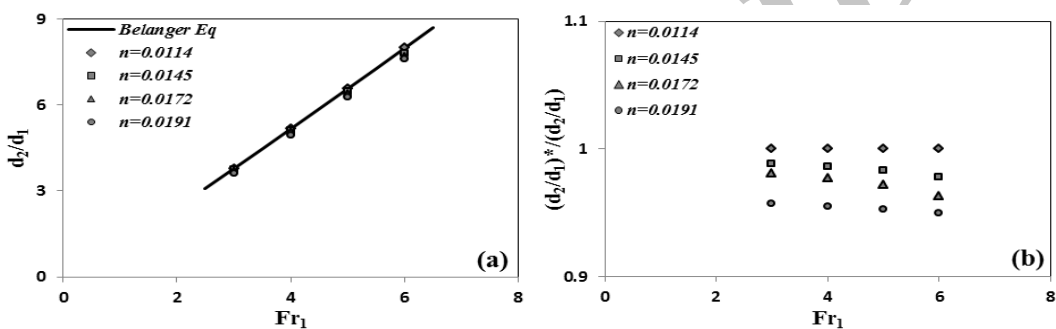 9
6
3
0
d2/d1
Belanger Eq
n=0.0114
n=0.0145
n=0.0172
n=0.0191
(a)
0 2 4 6 8
Fr1
1.1
1
0.9
(d2/d1)*/(d2/d1)
n=0.0114
n=0.0145
n=0.0172
n=0.0191
(b)
0 2 4 6 8
Fr1